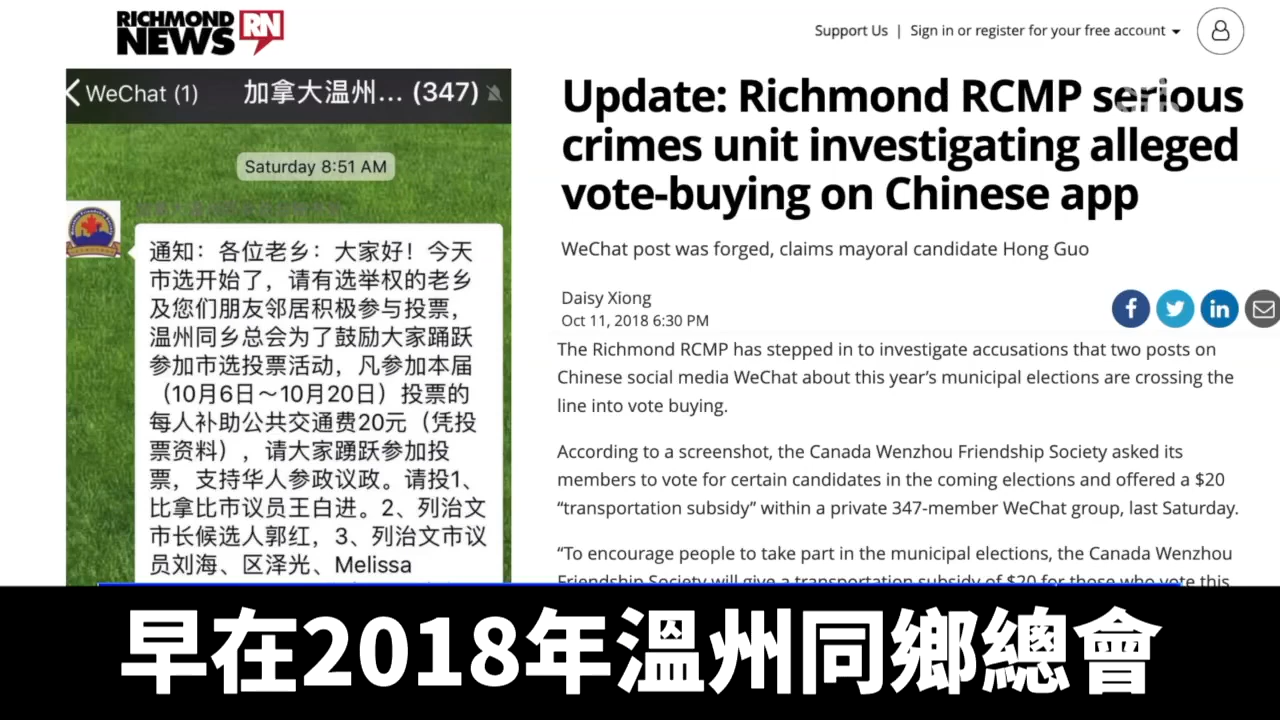 RICHMOND
NEWS RN
Support Us | Sign in or register for your free account
WeChat (1) 加拿大温州... (347)
Saturday 8:51 AM
通知：各位老乡：大家好！今天
市选开始了，请有选举权的老乡
及您们朋友邻居积极参与投票，
温州同乡总会为了鼓励大家踊跃
参加市选投票活动，凡参加本届
（10月6日～10月20日）投票的
每人补助公共交通费20元（凭投
票资料），请大家踊跃参加投
票，支持华人参政议政。请投1、
比拿比市议员王白进。2、列治文
市长候选人郭红，3、列治文市议
员刘海、区泽光、Melissa
Update: Richmond RCMP serious
crimes unit investigating alleged
vote-buying on Chinese app
WeChat post was forged, claims mayoral candidate Hong Guo
Daisy Xiong
Oct 11, 2018 6:30 PM
The Richmond RCMP has stepped in to investigate accusations that two posts on
Chinese social media WeChat about this year's municipal elections are crossing the
line into vote buying.
According to a screenshot, the Canada Wenzhou Friendship Society asked its
members to vote for certain candidates in the coming elections and offered a $20
“transportation subsidy” within a private 347-member WeChat group, last Saturday.
“To encourage people to take part in the municipal elections, the Canada Wenzhou
Friendship Society will give a transportation subsidy of $20 for those who vote this
早在2018年溫州同鄉總會